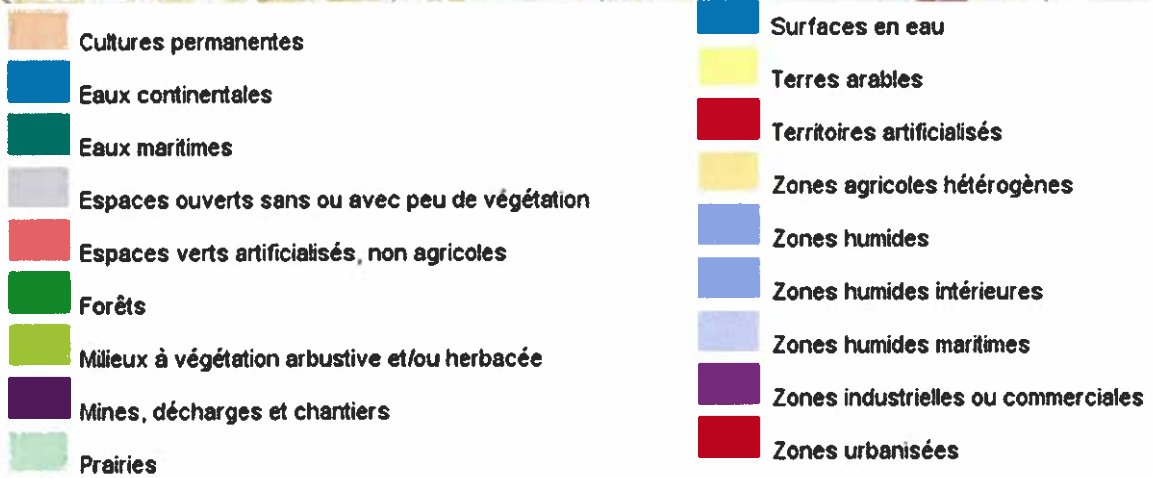 Cultures permanentes
Eaux continentales
Eaux maritimes
Espaces ouverts sans ou avec peu de végétation
Espaces verts artificialisés, non agricoles
Forêts
Milieux à végétation arbustive et/ou herbacée
Mines, décharges et chantiers
Prairies
Surfaces en eau
Terres arables
Territoires artificialisés
Zones agricoles hétérogènes
Zones humides
Zones humides intérieures
Zones humides maritimes
Zones industrielles ou commerciales
Zones urbanisées